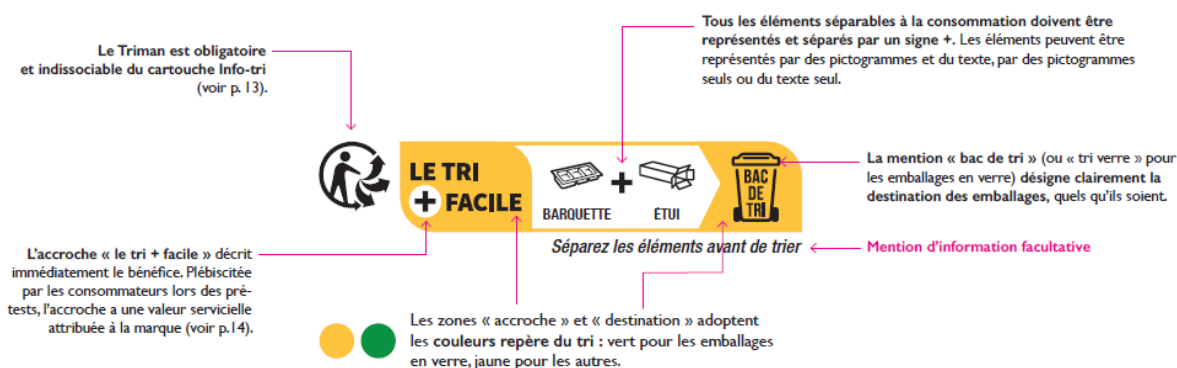 Le Triman est obligatoire
et indissociable du cartouche Info-tri
(voir p. 13).
Tous les éléments séparables à la consommation doivent être
représentés et séparés par un signe +. Les éléments peuvent être
représentés par des pictogrammes et du texte, par des pictogrammes
seuls ou du texte seul.
LE TRI
+ FACILE
BARQUETTE
+
ÉTUI
BAC
DE
TRI
Séparez les éléments avant de trier
La mention « bac de tri » (ou « tri verre » pour
les emballages en verre) désigne clairement la
destination des emballages, quels qu'ils soient.
Mention d'information facultative
L'accroche « le tri + facile » décrit
immédiatement le bénéfice. Plébiscitée
par les consommateurs lors des pré-
tests, l'accroche a une valeur servicielle
attribuée à la marque (voir p.14).
Les zones « accroche » et « destination » adoptent
les couleurs repère du tri : vert pour les emballages
en verre, jaune pour les autres.